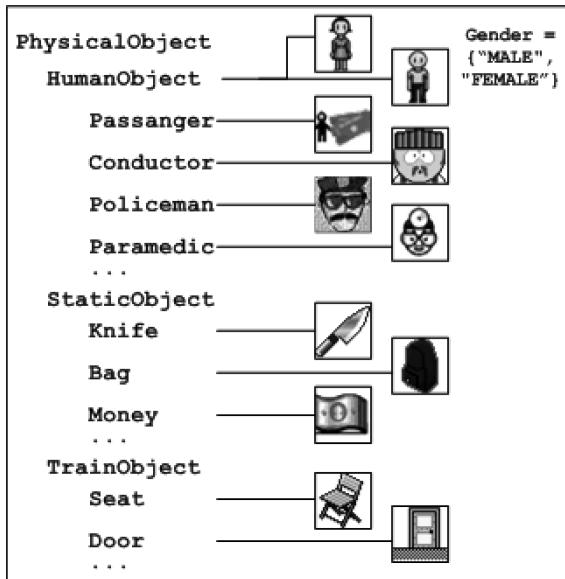 PhysicalObject
Gender =
{“MALE",
"FEMALE”}
HumanObject
Passanger
Conductor
Policeman
Paramedic
...
StaticObject
Knife
Bag
Money
...
TrainObject
Seat
Door
...